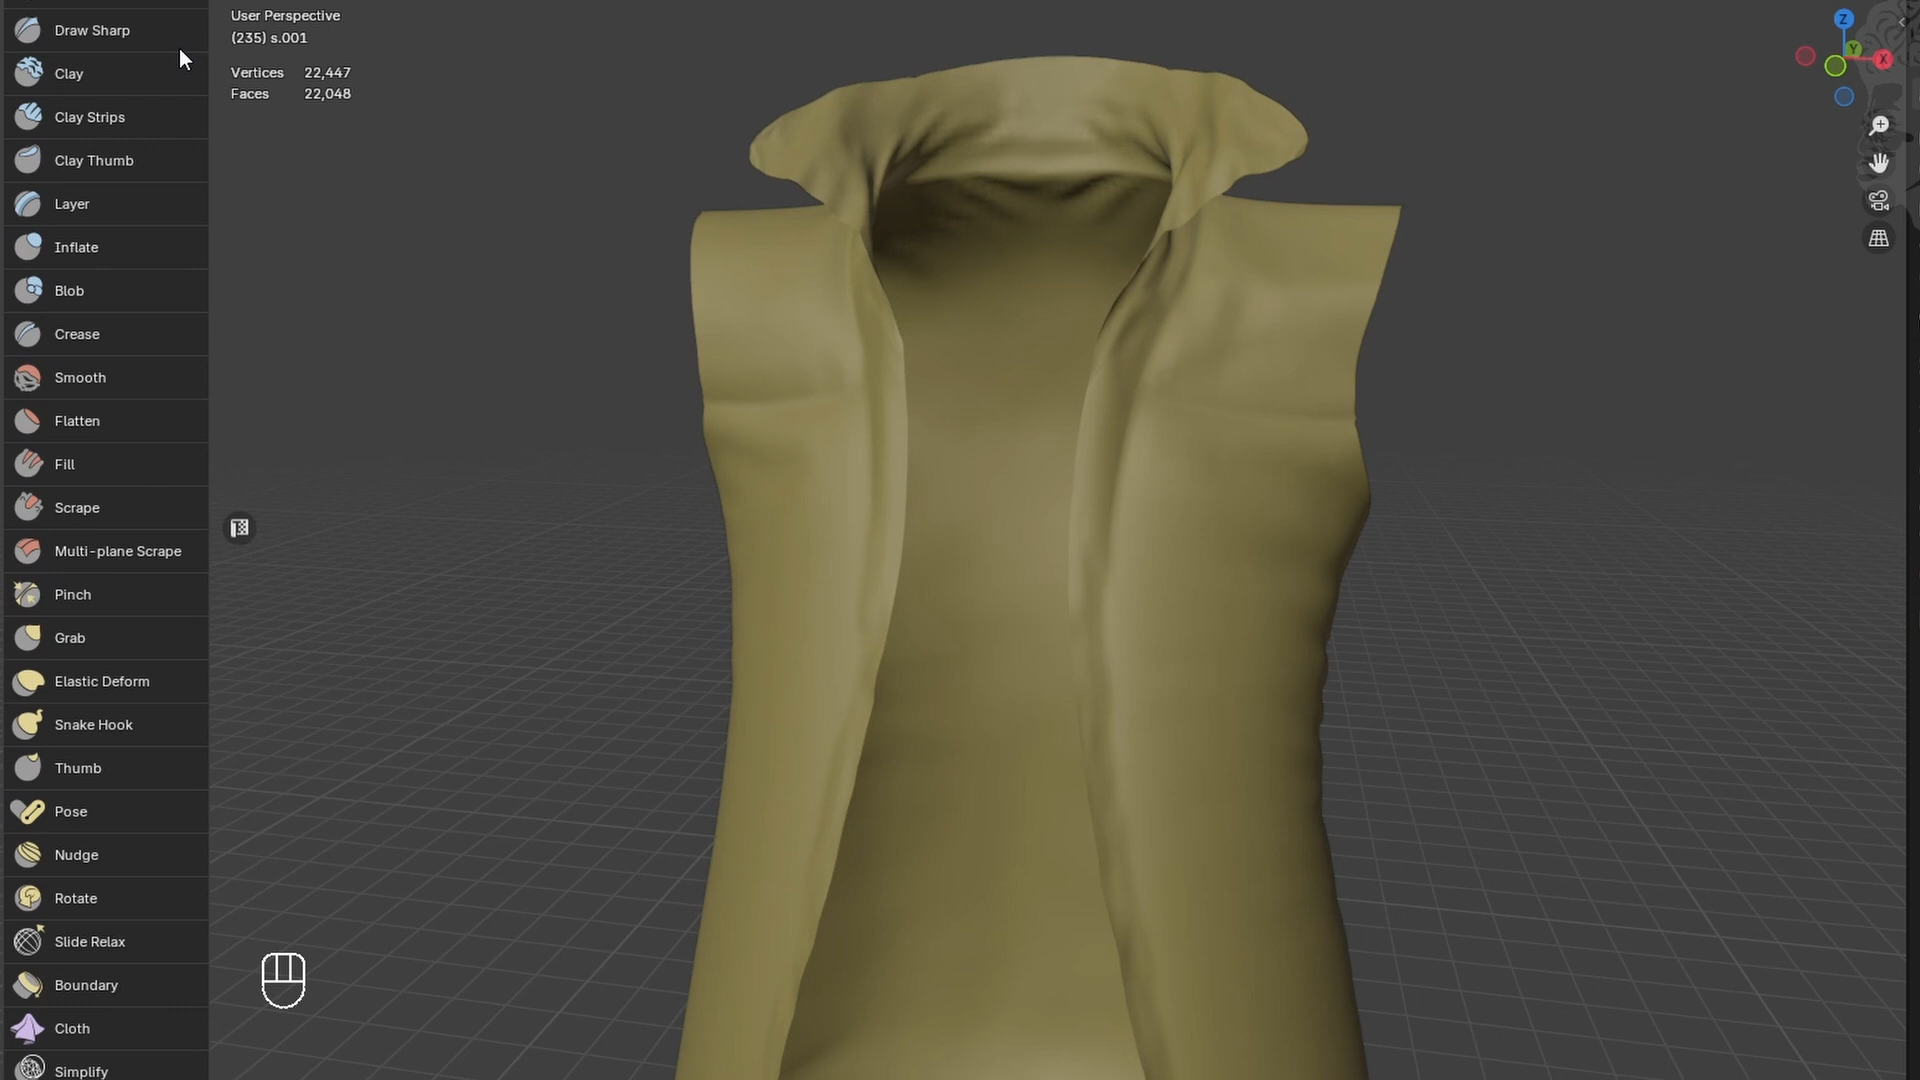 Draw Sharp
Clay
Clay Strips
Clay Thumb
Layer
Inflate
Blob
Crease
Smooth
Flatten
Fill
Scrape
Multi-plane Scrape
Pinch
Grab
Elastic Deform
Snake Hook
Thumb
Pose
Nudge
Rotate
Slide Relax
Boundary
Cloth
Simplify
User Perspective
(235) s.001
Vertices 22,447
Faces 22,048
Z
Y
X